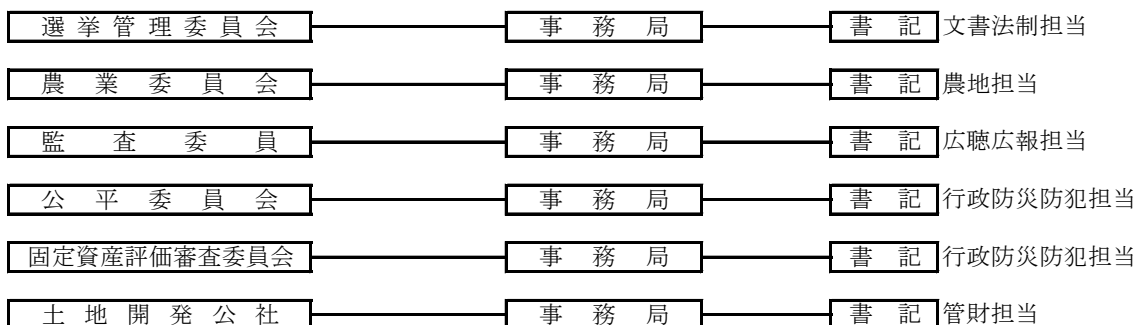 選挙管理委員会 事務局 書記 文書法制担当
農業委員会 事務局 書記 農地担当
監査委員 事務局 書記 広聴広報担当
公平委員会 事務局 書記 行政防災防犯担当
固定資産評価審査委員会 事務局 書記 行政防災防犯担当
土地開発公社 事務局 書記 管財担当